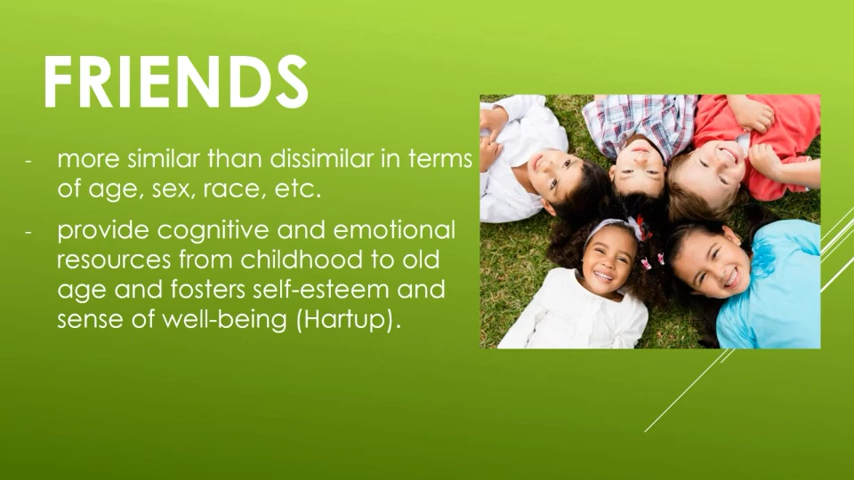 FRIENDS
- more similar than dissimilar in terms
of age, sex, race, etc.
- provide cognitive and emotional
resources from childhood to old
age and fosters self-esteem and
sense of well-being (Hartup).